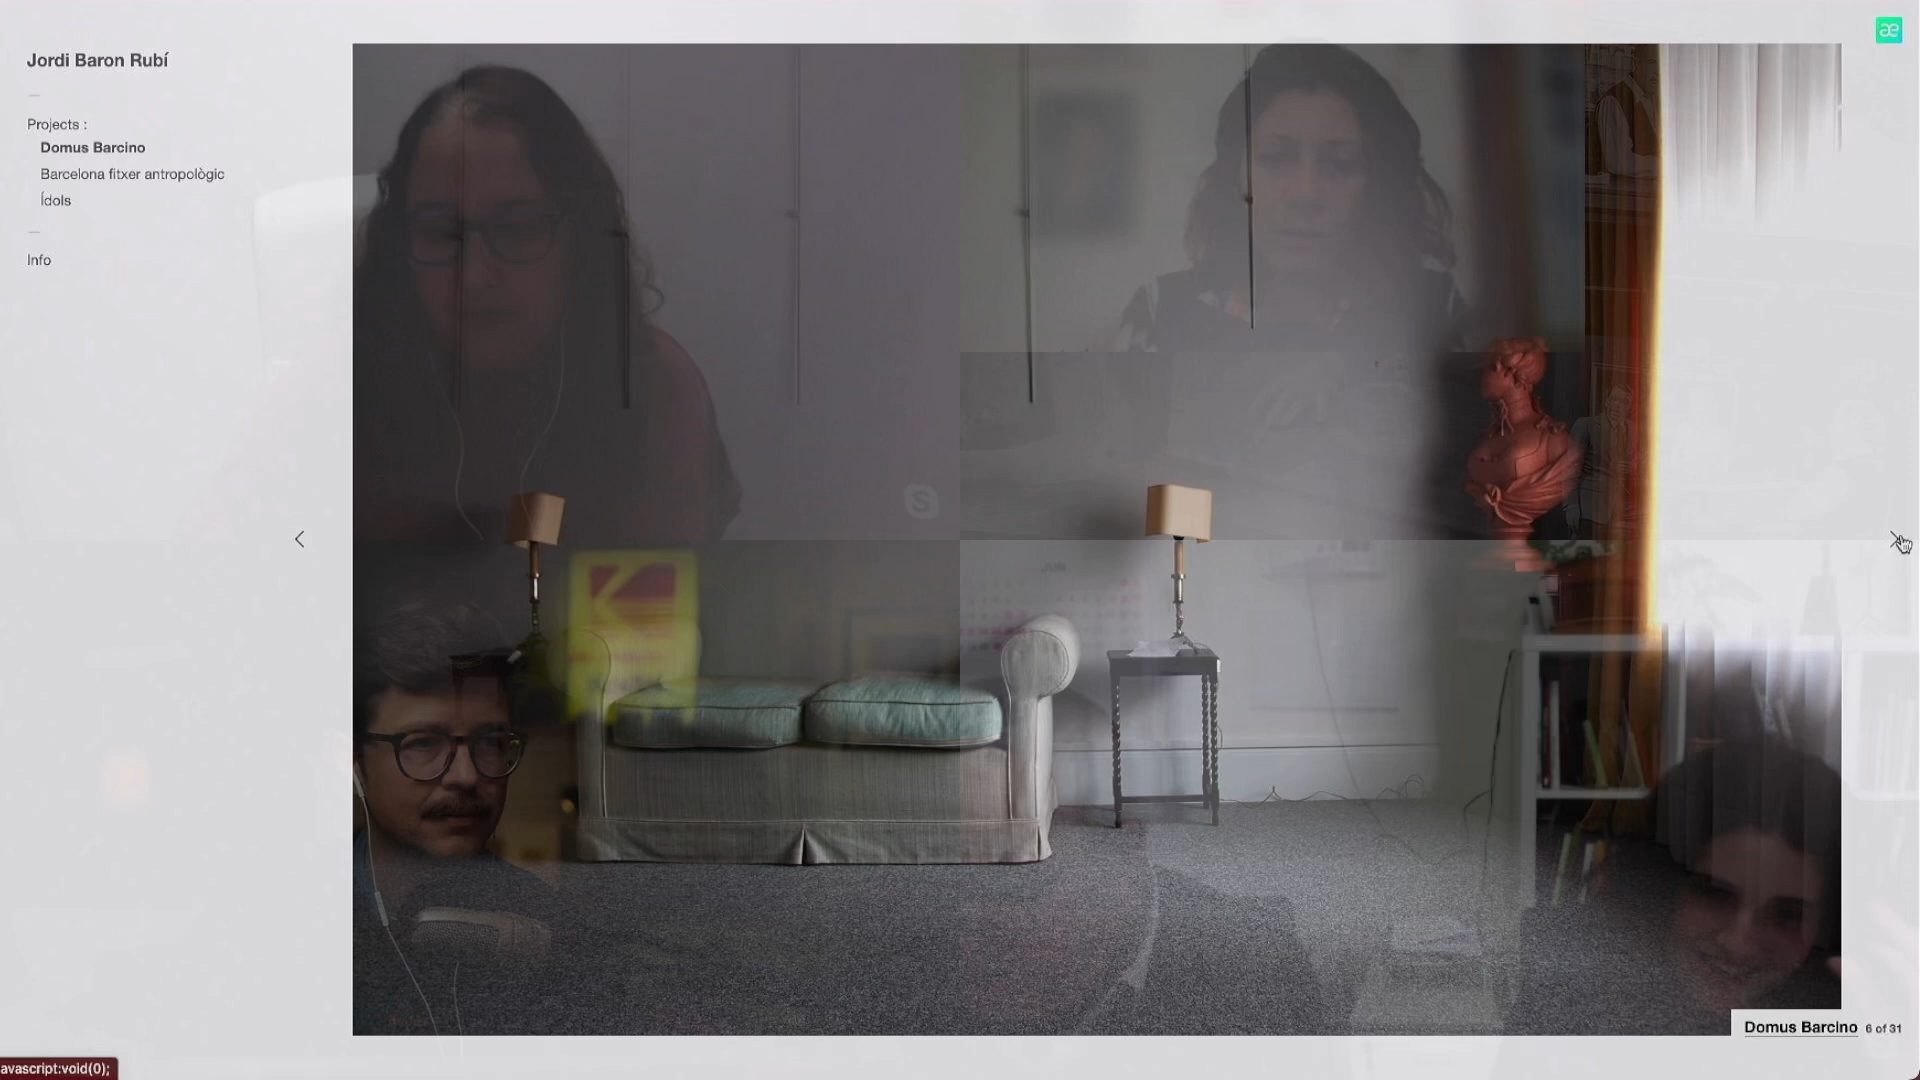 Jordi Baron Rubí
Projects :
Domus Barcino
Barcelona fitxer antropològic
Ídols
Info
æ
JUN
Domus Barcino 6 of 31
avascript:void(0);